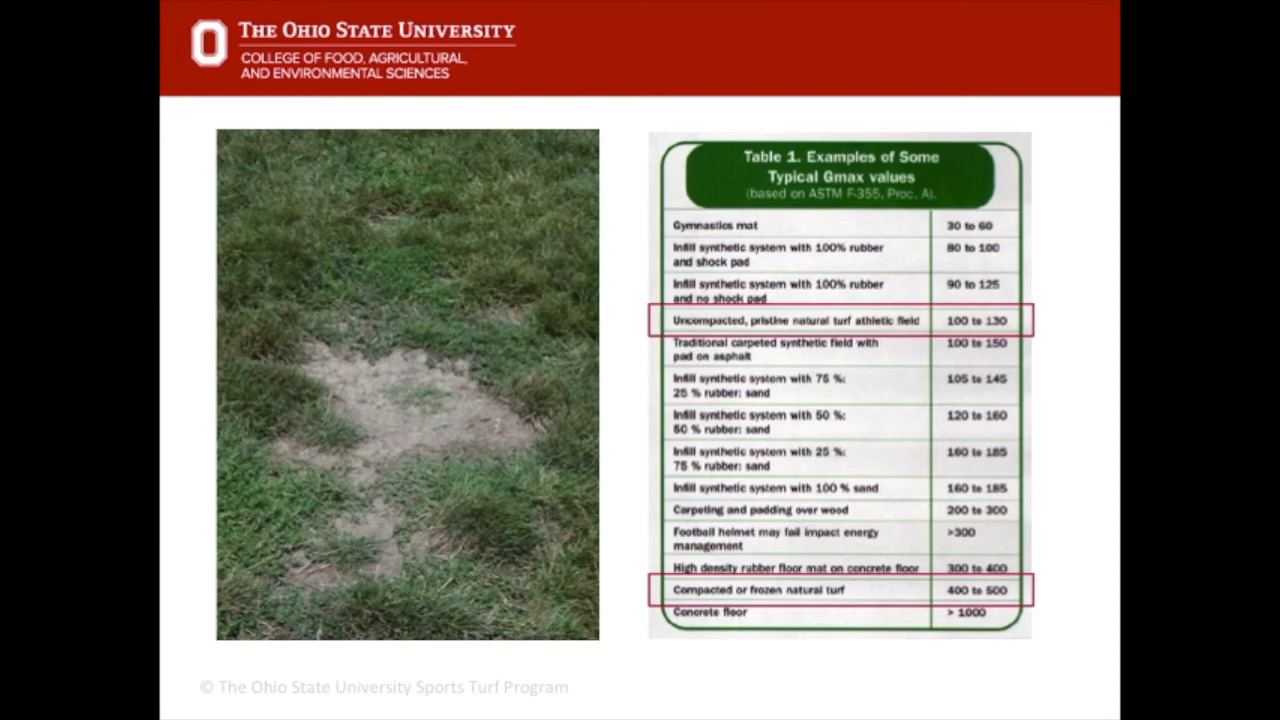 THE OHIO STATE UNIVERSITY
COLLEGE OF FOOD, AGRICULTURAL,
AND ENVIRONMENTAL SCIENCES
Table 1. Examples of Some
Typical Gmax values
(based on ASTM F-355, Proc. A).
Gymnastics mat 30 to 60
Infill synthetic system with 100% rubber 80 to 100
and shock pad
Infill synthetic system with 100% rubber 90 to 125
and no shock pad
Uncompacted, pristine natural turf athletic field 100 to 130
Traditional carpeted synthetic field with 100 to 150
pad on asphalt
Infill synthetic system with 75 %: 105 to 145
25 % rubber: sand
Infill synthetic system with 50 %: 120 to 160
50 % rubber: sand
Infill synthetic system with 25 %: 160 to 185
75 % rubber: sand
Infill synthetic system with 100 % sand 160 to 185
Carpeting and padding over wood 200 to 300
Football helmet may fail impact energy >300
management
High density rubber floor mat on concrete floor 300 to 400
Compacted or frozen natural turf 400 to 500
Concrete floor > 1000
© The Ohio State University Sports Turf Program